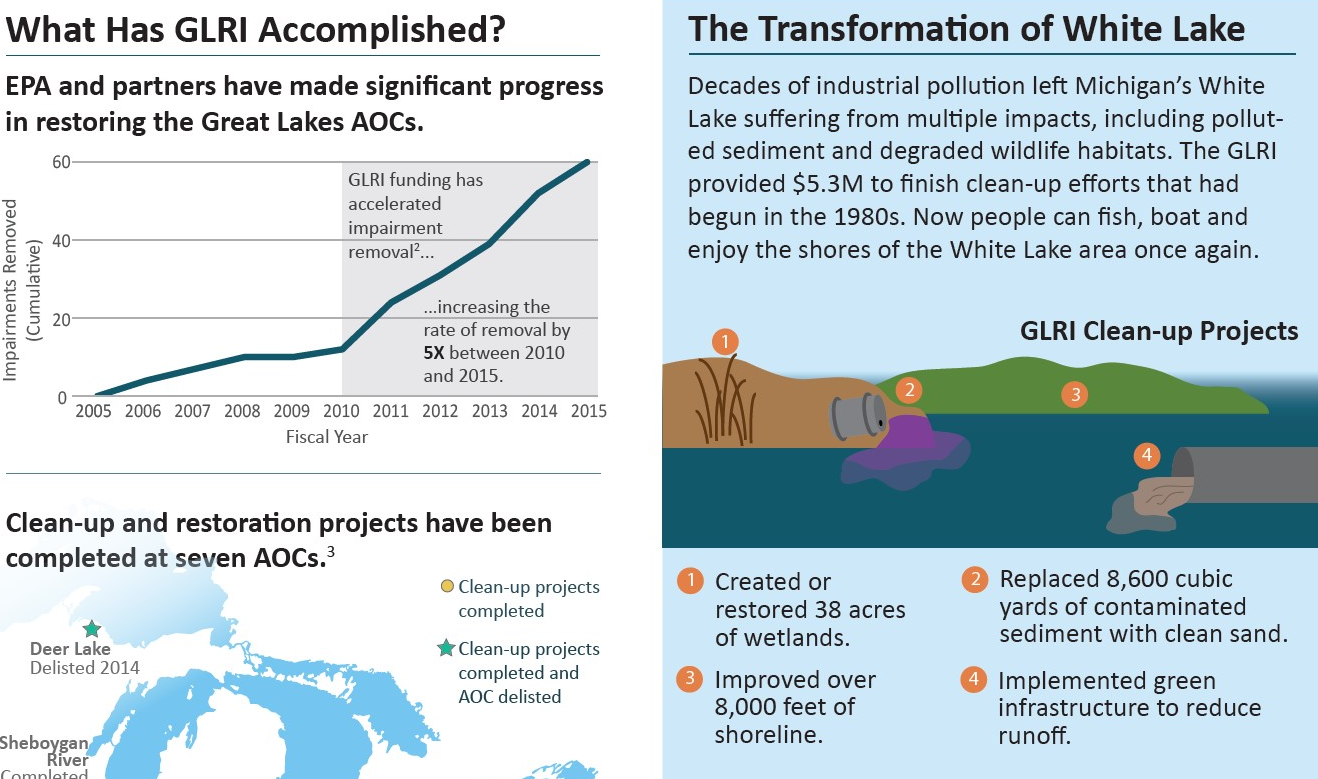 What Has GLRI Accomplished?
EPA and partners have made significant progress
in restoring the Great Lakes AOCs.
Impairments Removed
(Cumulative)
60
40
20
0
GLRI funding has
accelerated
impairment
removal²...
...increasing the
rate of removal by
5X between 2010
and 2015.
2005 2006 2007 2008 2009 2010 2011 2012 2013 2014 2015
Fiscal Year
Clean-up and restoration projects have been
completed at seven AOCs.³
Clean-up projects
completed
Clean-up projects
completed and
AOC delisted
Deer Lake
Delisted 2014
Sheboygan
River
Completed
The Transformation of White Lake
Decades of industrial pollution left Michigan’s White
Lake suffering from multiple impacts, including pollut-
ed sediment and degraded wildlife habitats. The GLRI
provided $5.3M to finish clean-up efforts that had
begun in the 1980s. Now people can fish, boat and
enjoy the shores of the White Lake area once again.
GLRI Clean-up Projects
1
2
3
4
1 Created or
restored 38 acres
of wetlands.
2 Replaced 8,600 cubic
yards of contaminated
sediment with clean sand.
3 Improved over
8,000 feet of
shoreline.
4 Implemented green
infrastructure to reduce
runoff.